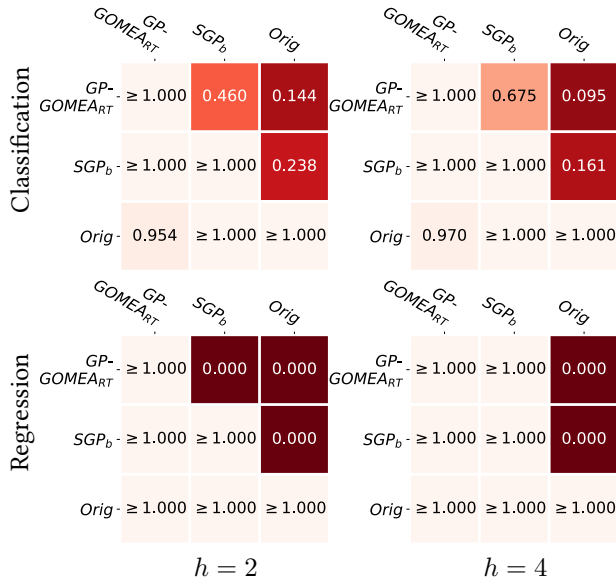 GP-
GOMEA_RT SGP_b Orig
GP-
GOMEA_RT ≥ 1.000 0.460 0.144
SGP_b ≥ 1.000 ≥ 1.000 0.238
Orig 0.954 ≥ 1.000 ≥ 1.000
Classification
GP-
GOMEA_RT SGP_b Orig
GP-
GOMEA_RT ≥ 1.000 0.675 0.095
SGP_b ≥ 1.000 ≥ 1.000 0.161
Orig 0.970 ≥ 1.000 ≥ 1.000
GP-
GOMEA_RT SGP_b Orig
GP-
GOMEA_RT ≥ 1.000 0.000 0.000
SGP_b ≥ 1.000 ≥ 1.000 0.000
Orig ≥ 1.000 ≥ 1.000 ≥ 1.000
Regression
h = 2
GP-
GOMEA_RT SGP_b Orig
GP-
GOMEA_RT ≥ 1.000 ≥ 1.000 0.000
SGP_b ≥ 1.000 ≥ 1.000 0.000
Orig ≥ 1.000 ≥ 1.000 ≥ 1.000
h = 4